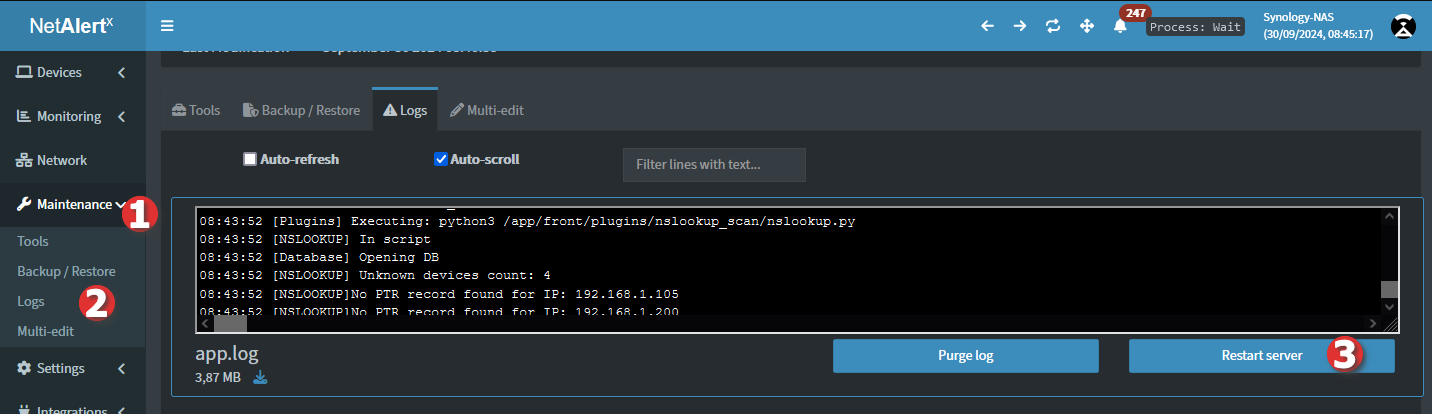 NetAlertX
247
Process: Wait
Synology-NAS
(30/09/2024, 08:45:17)
Devices
Monitoring
Network
Maintenance
1
Tools
Backup / Restore
Logs
2
Multi-edit
Settings
Integrations
Tools
Backup / Restore
Logs
Multi-edit
Auto-refresh
Auto-scroll
Filter lines with text...
08:43:52 [Plugins] Executing: python3 /app/front/plugins/nslookup_scan/nslookup.py
08:43:52 [NSLOOKUP] In script
08:43:52 [Database] Opening DB
08:43:52 [NSLOOKUP] Unknown devices count: 4
08:43:52 [NSLOOKUP]No PTR record found for IP: 192.168.1.105
08:43:52 [NSLOOKUP]No PTR record found for IP: 192.168.1.200
app.log
3,87 MB
Purge log
Restart server
3